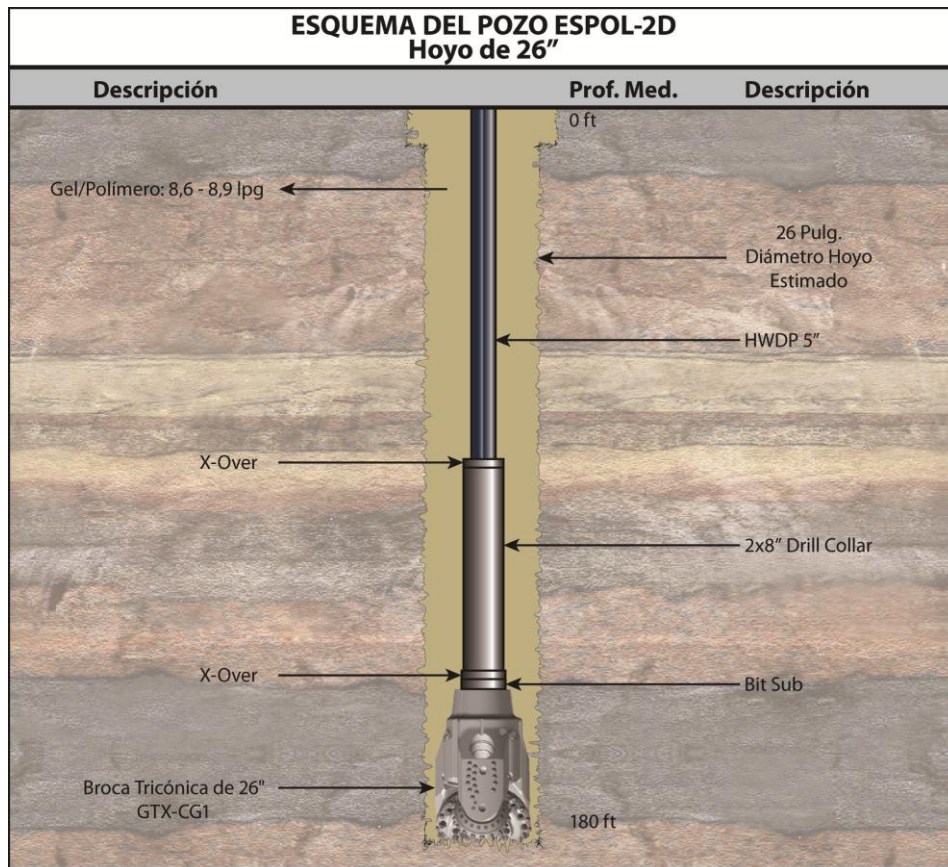 ESQUEMA DEL POZO ESPOL-2D
Hoyo de 26”
Descripción
Prof. Med.
Descripción
0 ft
Gel/Polímero: 8,6 - 8,9 lpg
26 Pulg.
Diámetro Hoyo
Estimado
HWDP 5”
X-Over
2x8” Drill Collar
X-Over
Bit Sub
Broca Tricónica de 26"
GTX-CG1
180 ft